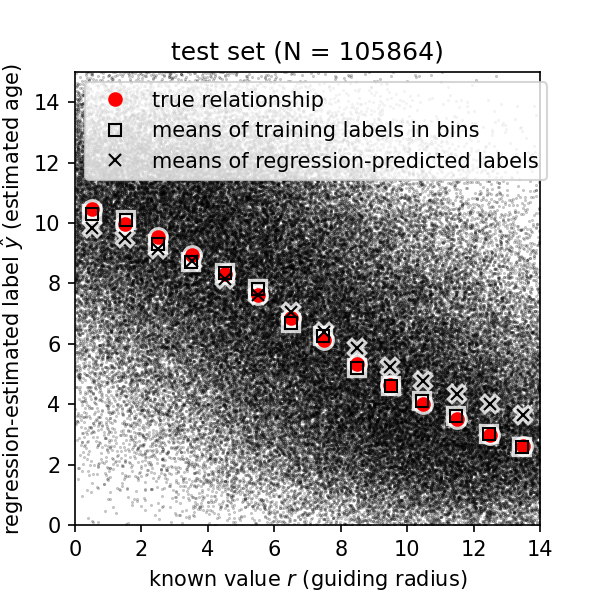 test set (N = 105864)
true relationship
means of training labels in bins
means of regression-predicted labels
regression-estimated label ŷ (estimated age)
14
12
10
8
6
4
2
0
0 2 4 6 8 10 12 14
known value r (guiding radius)